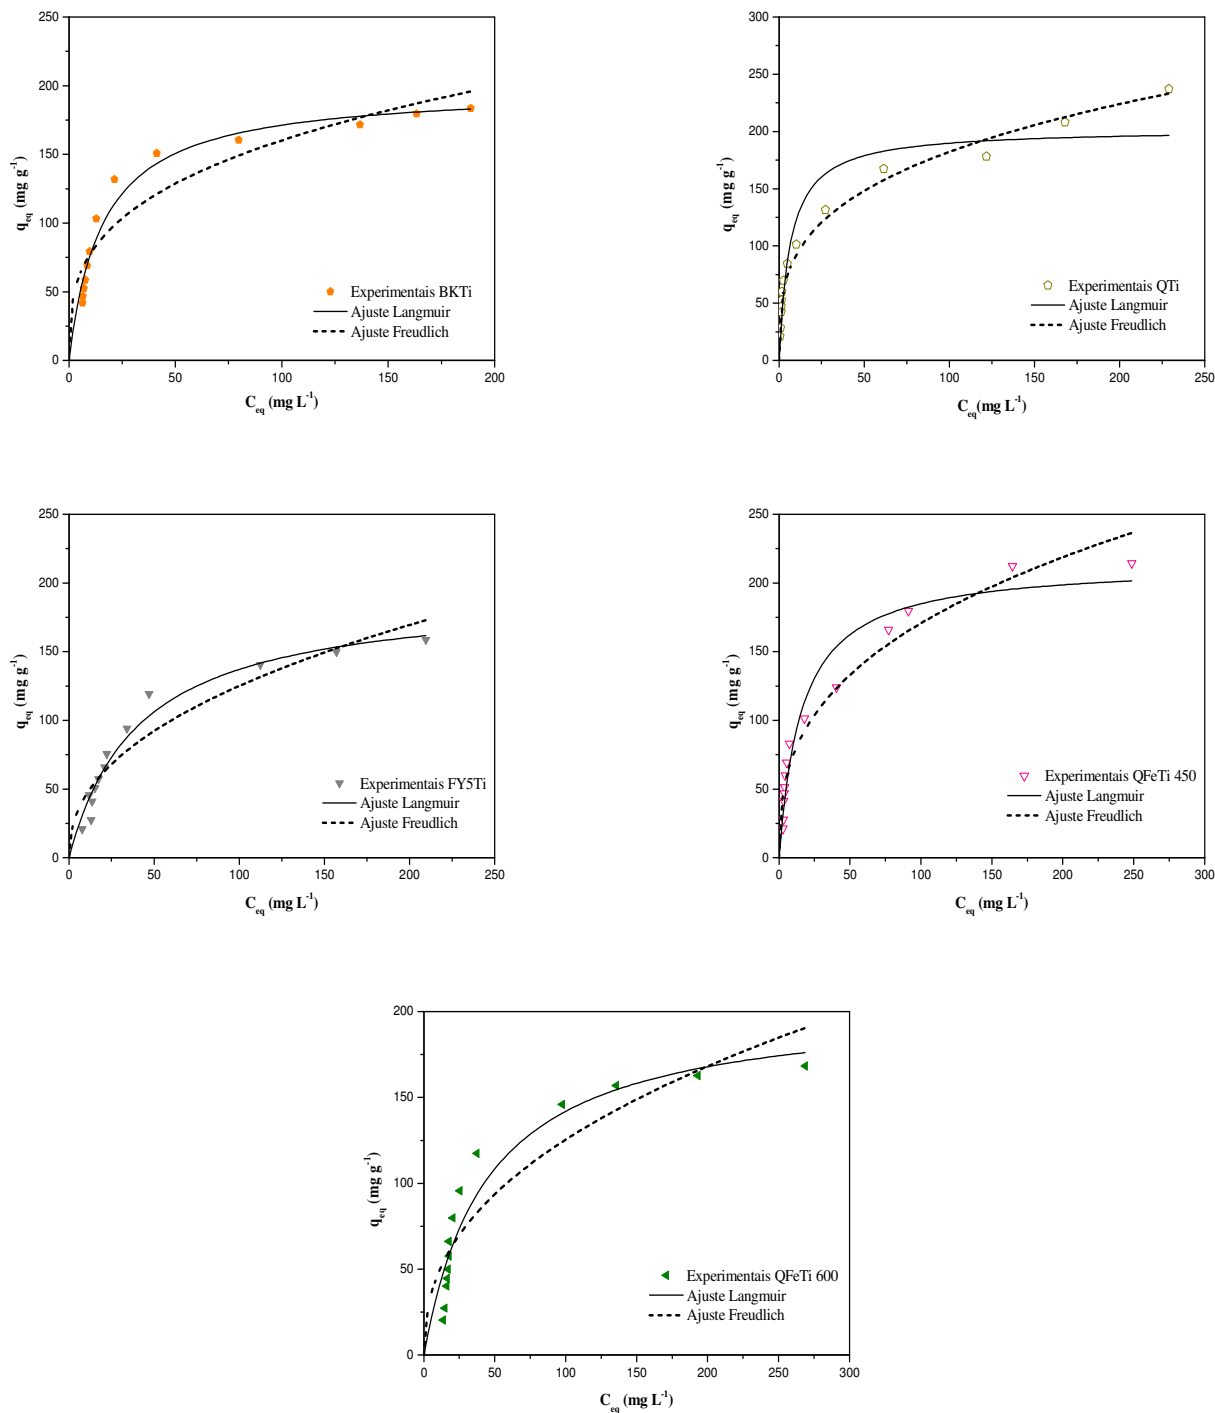 250
200
150
100
50
0
q_eq (mg g^-1)
Experimentais BKTi
Ajuste Langmuir
Ajuste Freudlich
0 50 100 150 200
C_eq (mg L^-1)
300
250
200
150
100
50
0
q_eq (mg g^-1)
Experimentais QTi
Ajuste Langmuir
Ajuste Freudlich
0 50 100 150 200 250
C_eq(mg L^-1)
250
200
150
100
50
0
q_eq (mg g^-1)
Experimentais FY5Ti
Ajuste Langmuir
Ajuste Freudlich
0 50 100 150 200 250
C_eq (mg L^-1)
250
200
150
100
50
0
q_eq (mg g^-1)
Experimentais QFeTi 450
Ajuste Langmuir
Ajuste Freudlich
0 50 100 150 200 250 300
C_eq (mg L^-1)
200
150
100
50
0
q_eq (mg g^-1)
Experimentais QFeTi 600
Ajuste Langmuir
Ajuste Freudlich
0 50 100 150 200 250 300
C_eq (mg L^-1)